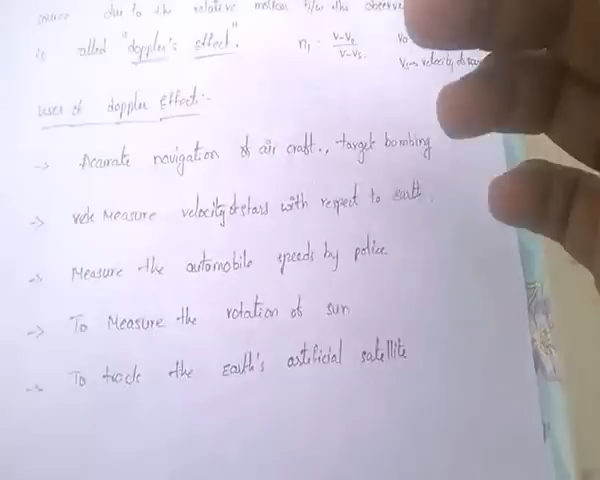 due to the relative motion b/w the observe
is called "doppler's effect". n₁ = V-V₀ / V-Vs V₀
Vs → velocity of sou
uses of doppler Effect:-
→ Accurate navigation of air craft., target bombing
→ Measure velocity of stars with respect to Earth.
→ Measure the automobile speeds by police
→ To Measure the rotation of sun
→ To track the Earth's artificial satellite